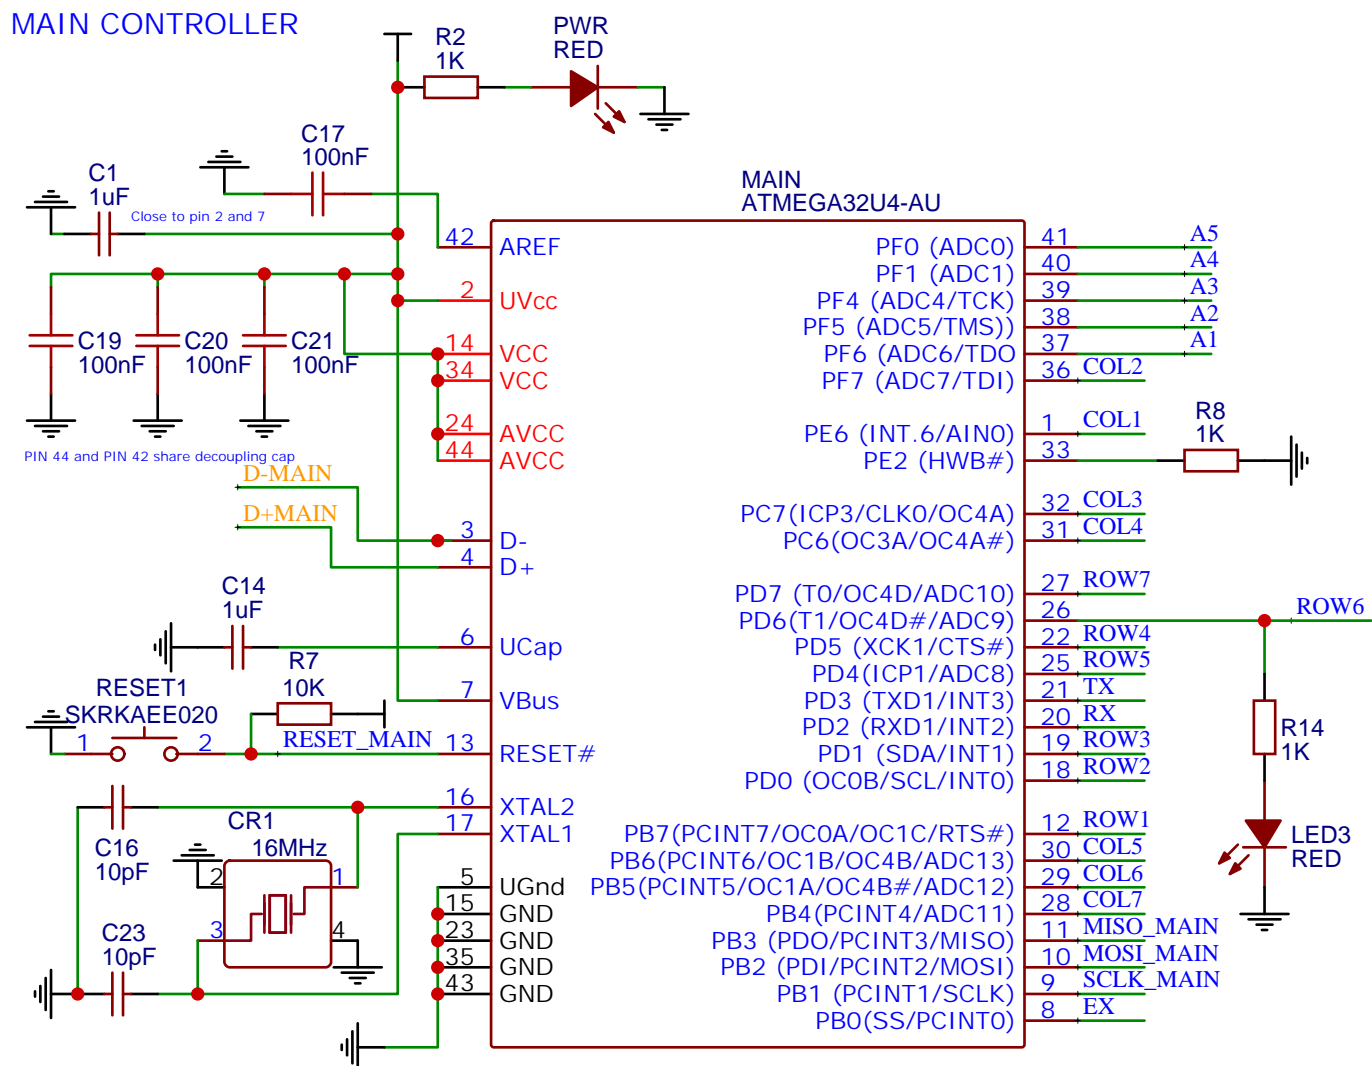 MAIN CONTROLLER
R2
1K
PWR
RED
C17
100nF
C1
1uF
Close to pin 2 and 7
C19
100nF
C20
100nF
C21
100nF
PIN 44 and PIN 42 share decoupling cap
D-MAIN
D+MAIN
C14
1uF
R7
10K
RESET1
SKRKAEE020
1
2
RESET_MAIN
C16
10pF
CR1
16MHz
2
1
3
4
C23
10pF
MAIN
ATMEGA32U4-AU
42 AREF
2 UVcc
14 VCC
34 VCC
24 AVCC
44 AVCC
3 D-
4 D+
6 UCap
7 VBus
13 RESET#
16 XTAL2
17 XTAL1
5 UGnd
15 GND
23 GND
35 GND
43 GND
PF0 (ADC0) 41 A5
PF1 (ADC1) 40 A4
PF4 (ADC4/TCK) 39 A3
PF5 (ADC5/TMS)) 38 A2
PF6 (ADC6/TDO 37 A1
PF7 (ADC7/TDI) 36 COL2
PE6 (INT.6/AIN0) 1 COL1
PE2 (HWB#) 33
R8
1K
PC7(ICP3/CLK0/OC4A) 32 COL3
PC6(OC3A/OC4A#) 31 COL4
PD7 (T0/OC4D/ADC10) 27 ROW7
PD6(T1/OC4D#/ADC9) 26 ROW6
PD5 (XCK1/CTS#) 22 ROW4
PD4(ICP1/ADC8) 25 ROW5
PD3 (TXD1/INT3) 21 TX
PD2 (RXD1/INT2) 20 RX
PD1 (SDA/INT1) 19 ROW3
PD0 (OC0B/SCL/INT0) 18 ROW2
R14
1K
LED3
RED
PB7(PCINT7/OC0A/OC1C/RTS#) 12 ROW1
PB6(PCINT6/OC1B/OC4B/ADC13) 30 COL5
PB5(PCINT5/OC1A/OC4B#/ADC12) 29 COL6
PB4(PCINT4/ADC11) 28 COL7
PB3 (PDO/PCINT3/MISO) 11 MISO_MAIN
PB2 (PDI/PCINT2/MOSI) 10 MOSI_MAIN
PB1 (PCINT1/SCLK) 9 SCLK_MAIN
PB0(SS/PCINT0) 8 EX